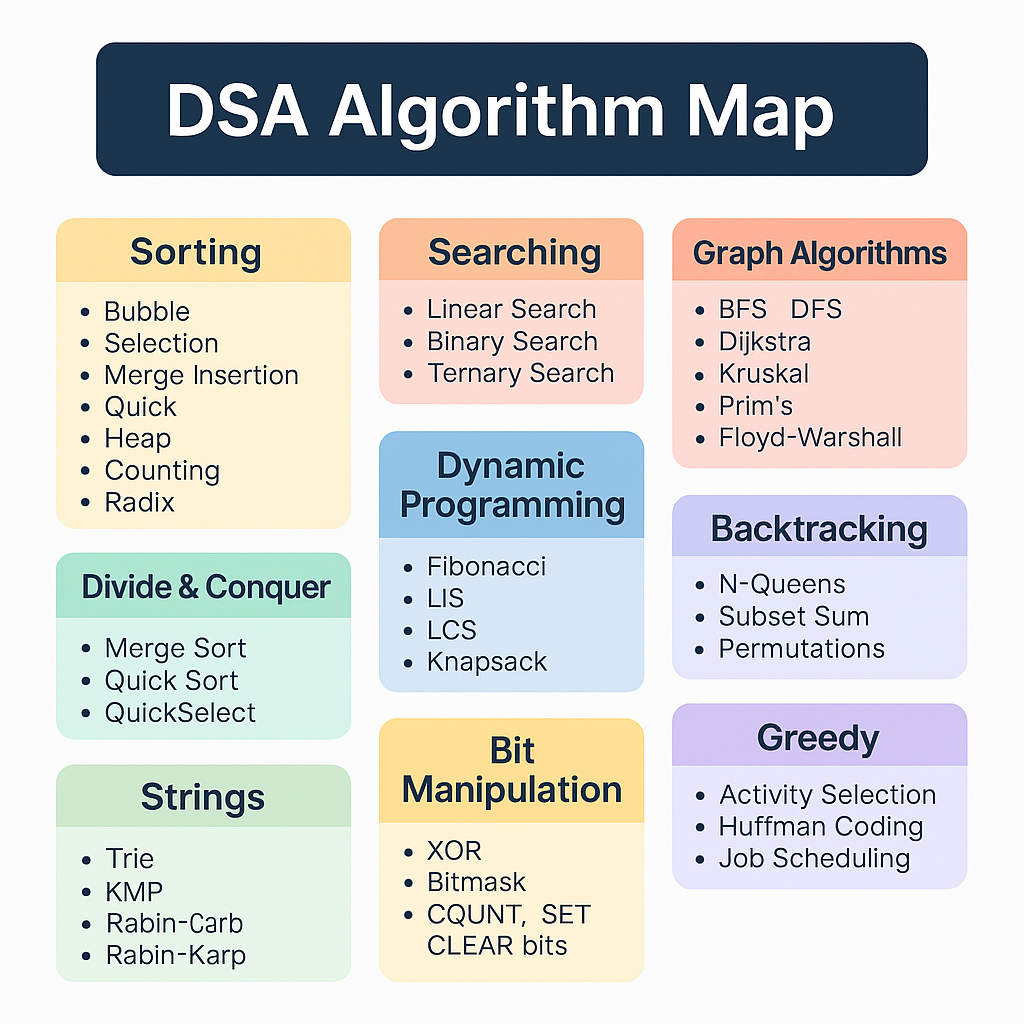 DSA Algorithm Map
Sorting
• Bubble
• Selection
• Merge Insertion
• Quick
• Heap
• Counting
• Radix
Divide & Conquer
• Merge Sort
• Quick Sort
• QuickSelect
Strings
• Trie
• KMP
• Rabin-Carb
• Rabin-Karp
Searching
• Linear Search
• Binary Search
• Ternary Search
Dynamic
Programming
• Fibonacci
• LIS
• LCS
• Knapsack
Bit
Manipulation
• XOR
• Bitmask
• CQUNT, SET
CLEAR bits
Graph Algorithms
• BFS DFS
• Dijkstra
• Kruskal
• Prim's
• Floyd-Warshall
Backtracking
• N-Queens
• Subset Sum
• Permutations
Greedy
• Activity Selection
• Huffman Coding
• Job Scheduling